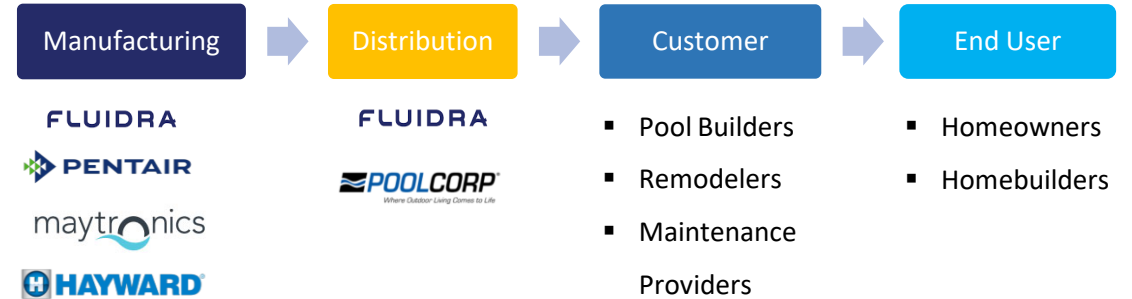 Manufacturing
Distribution
Customer
End User
FLUIDRA
PENTAIR
maytronics
HAYWARD®
FLUIDRA
POOLCORP®
Where Outdoor Living Comes to Life
▪ Pool Builders
▪ Remodelers
▪ Maintenance
Providers
▪ Homeowners
▪ Homebuilders